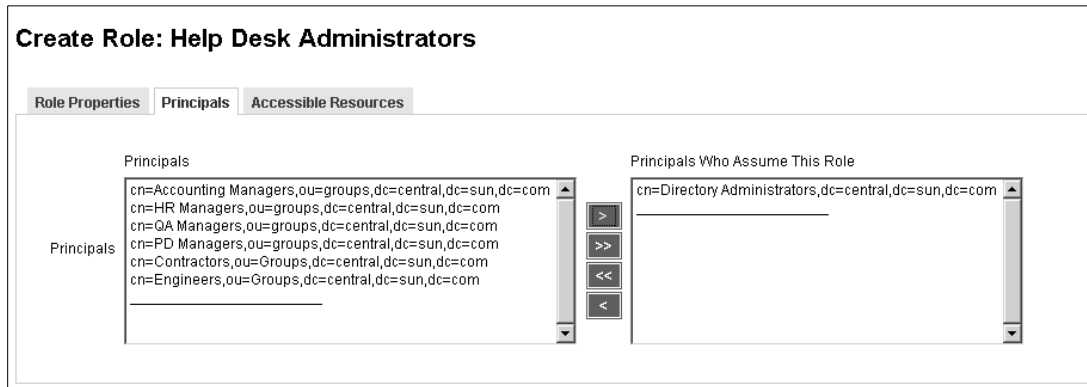 Create Role: Help Desk Administrators
Role Properties
Principals
Accessible Resources
Principals
Principals Who Assume This Role
Principals
cn=Accounting Managers,ou=groups,dc=central,dc=sun,dc=com
cn=HR Managers,ou=groups,dc=central,dc=sun,dc=com
cn=QA Managers,ou=groups,dc=central,dc=sun,dc=com
cn=PD Managers,ou=groups,dc=central,dc=sun,dc=com
cn=Contractors,ou=Groups,dc=central,dc=sun,dc=com
cn=Engineers,ou=Groups,dc=central,dc=sun,dc=com
>
>>
<<
<
cn=Directory Administrators,dc=central,dc=sun,dc=com